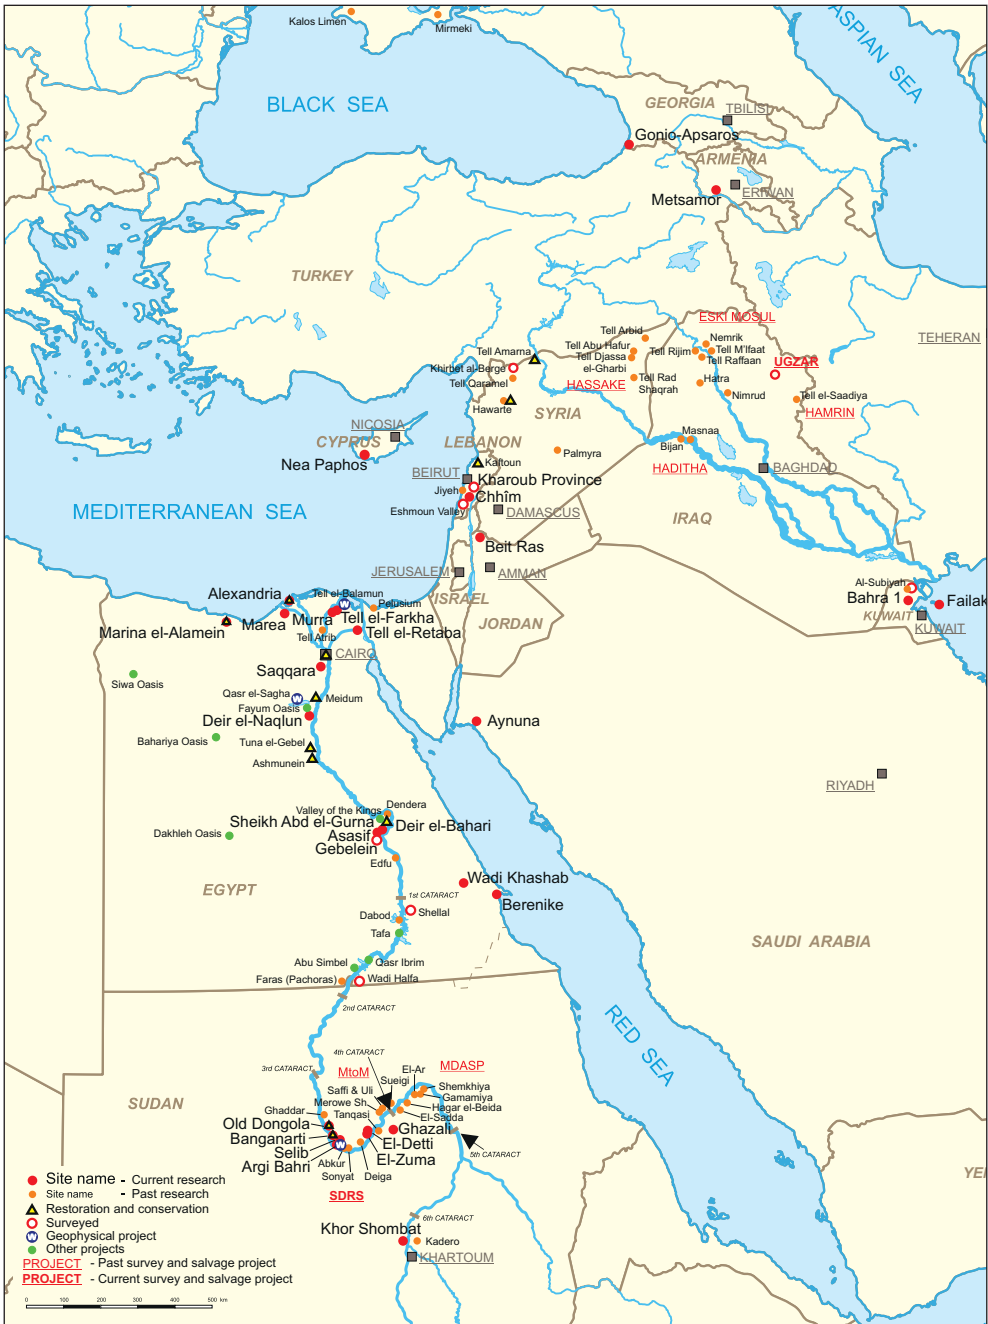 Kalos Limen
Mirmeki
BLACK SEA
ASPIAN SEA
GEORGIA
TBILISI
Gonio-Apsaros
ARMENIA
ERIWAN
Metsamor
TURKEY
TEHERAN
ESKI MOSUL
Tell Arbid
Nemrik
Tell Abu Hafur
Tell Rijim
Tell M'lfaat
Tell Djassa
el-Gharbi
Tell Raffaan
UGZAR
Tell Amarna
Khirbet al-Berge
Tell Qaramel
HASSAKE
Tell Rad
Shaqrah
Hatra
Nimrud
Tell el-Saadiya
HAMRIN
Hawarte
SYRIA
NICOSIA
CYPRUS
Nea Paphos
LEBANON
Masnaa
Bijan
Palmyra
Kaftoun
HADITHA
BAGHDAD
BEIRUT
Kharoub Province
Jiyeh
Chhîm
Eshmoun Valley
DAMASCUS
MEDITERRANEAN SEA
IRAQ
Beit Ras
JERUSALEM
AMMAN
ISRAEL
JORDAN
Al-Subiyah
Bahra 1
Failak
KUWAIT
KUWAIT
Alexandria
Tell el-Balamun
Pelusium
Marea
Murra
Tell el-Farkha
Marina el-Alamein
Tell Atrib
Tell el-Retaba
CAIRO
Saqqara
Siwa Oasis
Qasr el-Sagha
Meidum
Fayum Oasis
Deir el-Naqlun
Aynuna
Bahariya Oasis
Tuna el-Gebel
Ashmunein
RIYADH
Dendera
Valley of the Kings
Sheikh Abd el-Gurna
Deir el-Bahari
Asasif
Gebelein
Dakhleh Oasis
Edfu
EGYPT
Wadi Khashab
1st CATARACT
Berenike
Shellal
Dabod
Tafa
SAUDI ARABIA
Abu Simbel
Qasr Ibrim
Faras (Pachoras)
Wadi Halfa
2nd CATARACT
RED SEA
4th CATARACT
3rd CATARACT
MtoM
MDASP
El-Ar
Sueigi
Saffi & Uli
Shemkhiya
Gamamiya
Merowe Sh.
Hagar el-Beida
SUDAN
Ghaddar
Tanqasi
El-Sadda
Old Dongola
Ghazali
Banganarti
El-Detti
Selib
El-Zuma
5th CATARACT
Argi Bahri
Abkur
Sonyat
Deiga
YE
SDRS
6th CATARACT
Khor Shombat
Kadero
KHARTOUM
Site name - Current research
Site name - Past research
Restoration and conservation
Surveyed
W Geophysical project
Other projects
PROJECT - Past survey and salvage project
PROJECT - Current survey and salvage project
0 100 200 300 400 500 km